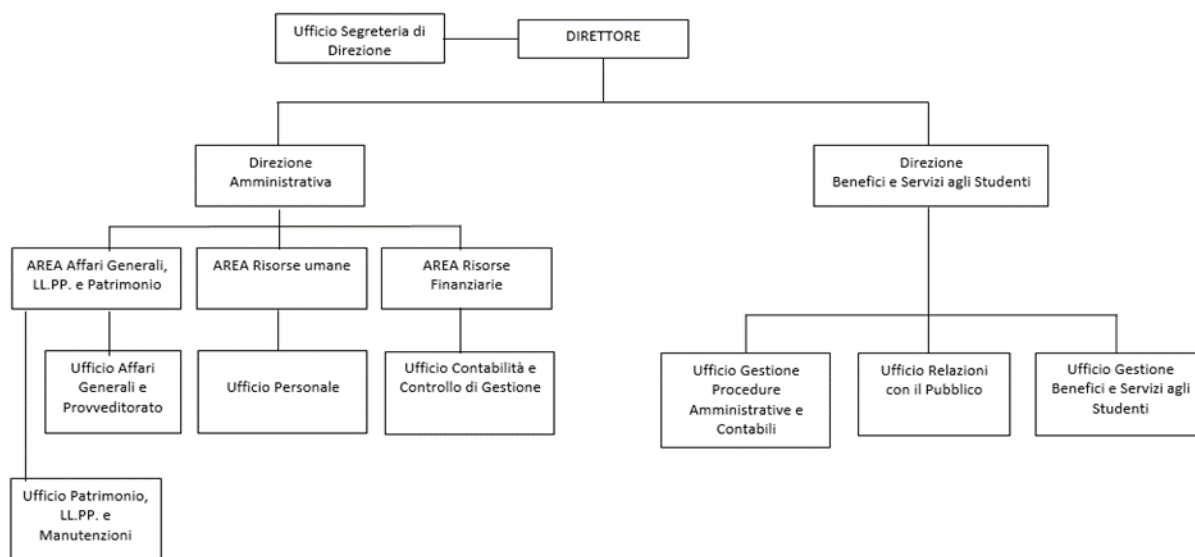 Ufficio Segreteria di
Direzione
DIRETTORE
Direzione
Amministrativa
Direzione
Benefici e Servizi agli Studenti
AREA Affari Generali,
LL.PP. e Patrimonio
AREA Risorse umane
AREA Risorse
Finanziarie
Ufficio Affari
Generali e
Provveditorato
Ufficio Personale
Ufficio Contabilità e
Controllo di Gestione
Ufficio Gestione
Procedure
Amministrative e
Contabili
Ufficio Relazioni
con il Pubblico
Ufficio Gestione
Benefici e Servizi agli
Studenti
Ufficio Patrimonio,
LL.PP. e
Manutenzioni